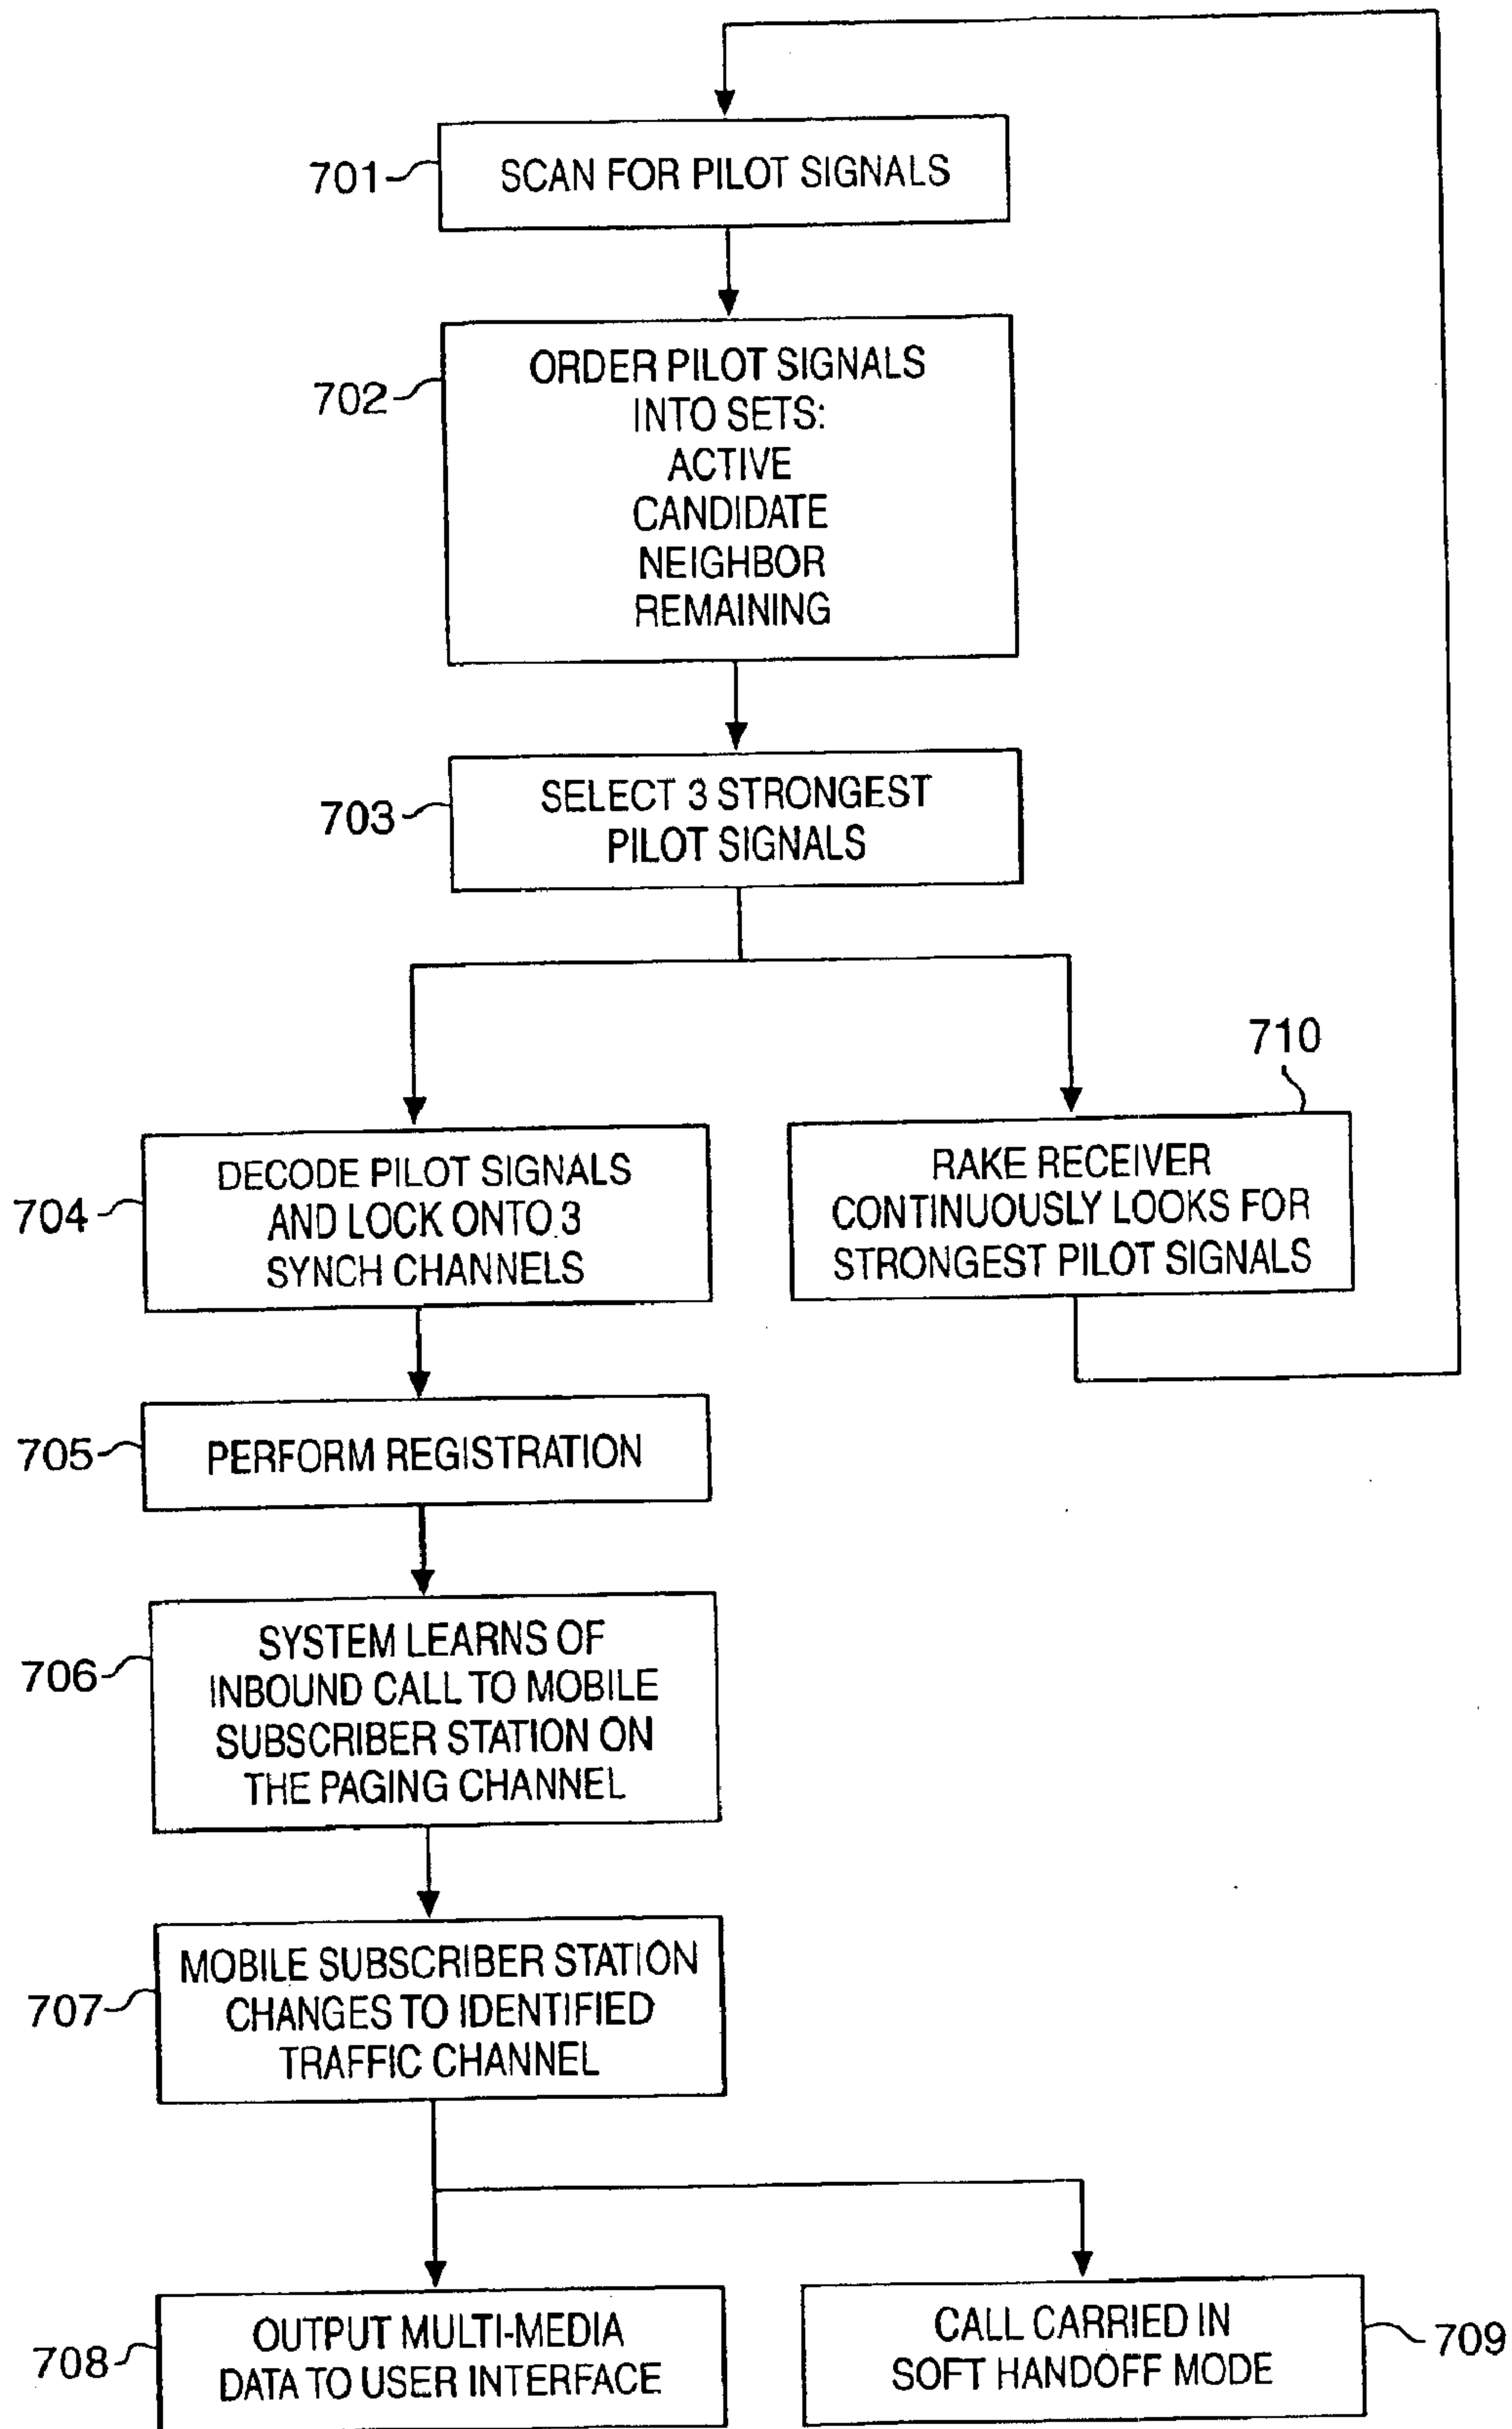 701
SCAN FOR PILOT SIGNALS
702
ORDER PILOT SIGNALS
INTO SETS:
ACTIVE
CANDIDATE
NEIGHBOR
REMAINING
703
SELECT 3 STRONGEST
PILOT SIGNALS
704
DECODE PILOT SIGNALS
AND LOCK ONTO 3
SYNCH CHANNELS
710
RAKE RECEIVER
CONTINUOUSLY LOOKS FOR
STRONGEST PILOT SIGNALS
705
PERFORM REGISTRATION
706
SYSTEM LEARNS OF
INBOUND CALL TO MOBILE
SUBSCRIBER STATION ON
THE PAGING CHANNEL
707
MOBILE SUBSCRIBER STATION
CHANGES TO IDENTIFIED
TRAFFIC CHANNEL
708
OUTPUT MULTI-MEDIA
DATA TO USER INTERFACE
CALL CARRIED IN
SOFT HANDOFF MODE
709